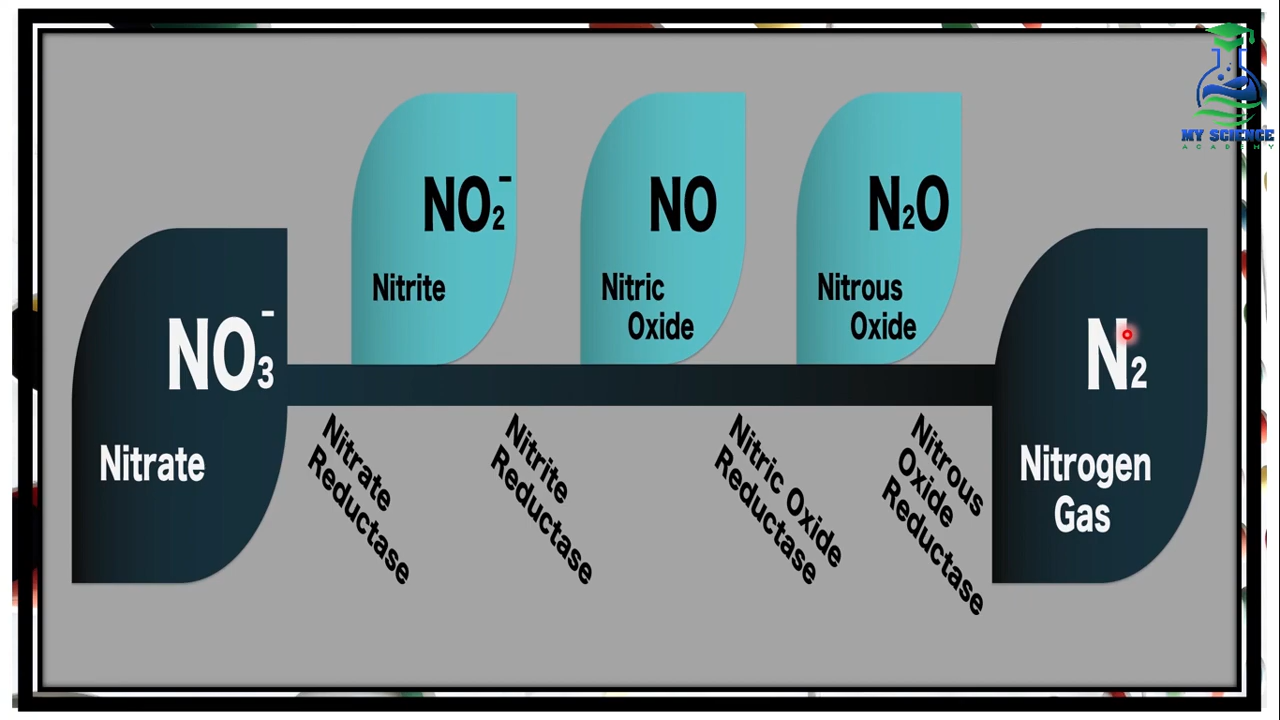 NO₃⁻
Nitrate
NO₂⁻
Nitrite
NO
Nitric
Oxide
N₂O
Nitrous
Oxide
N₂
Nitrogen
Gas
Nitrate
Reductase
Nitrite
Reductase
Nitric Oxide
Reductase
Nitrous
Oxide
Reductase
MY SCIENCE
ACADEMY